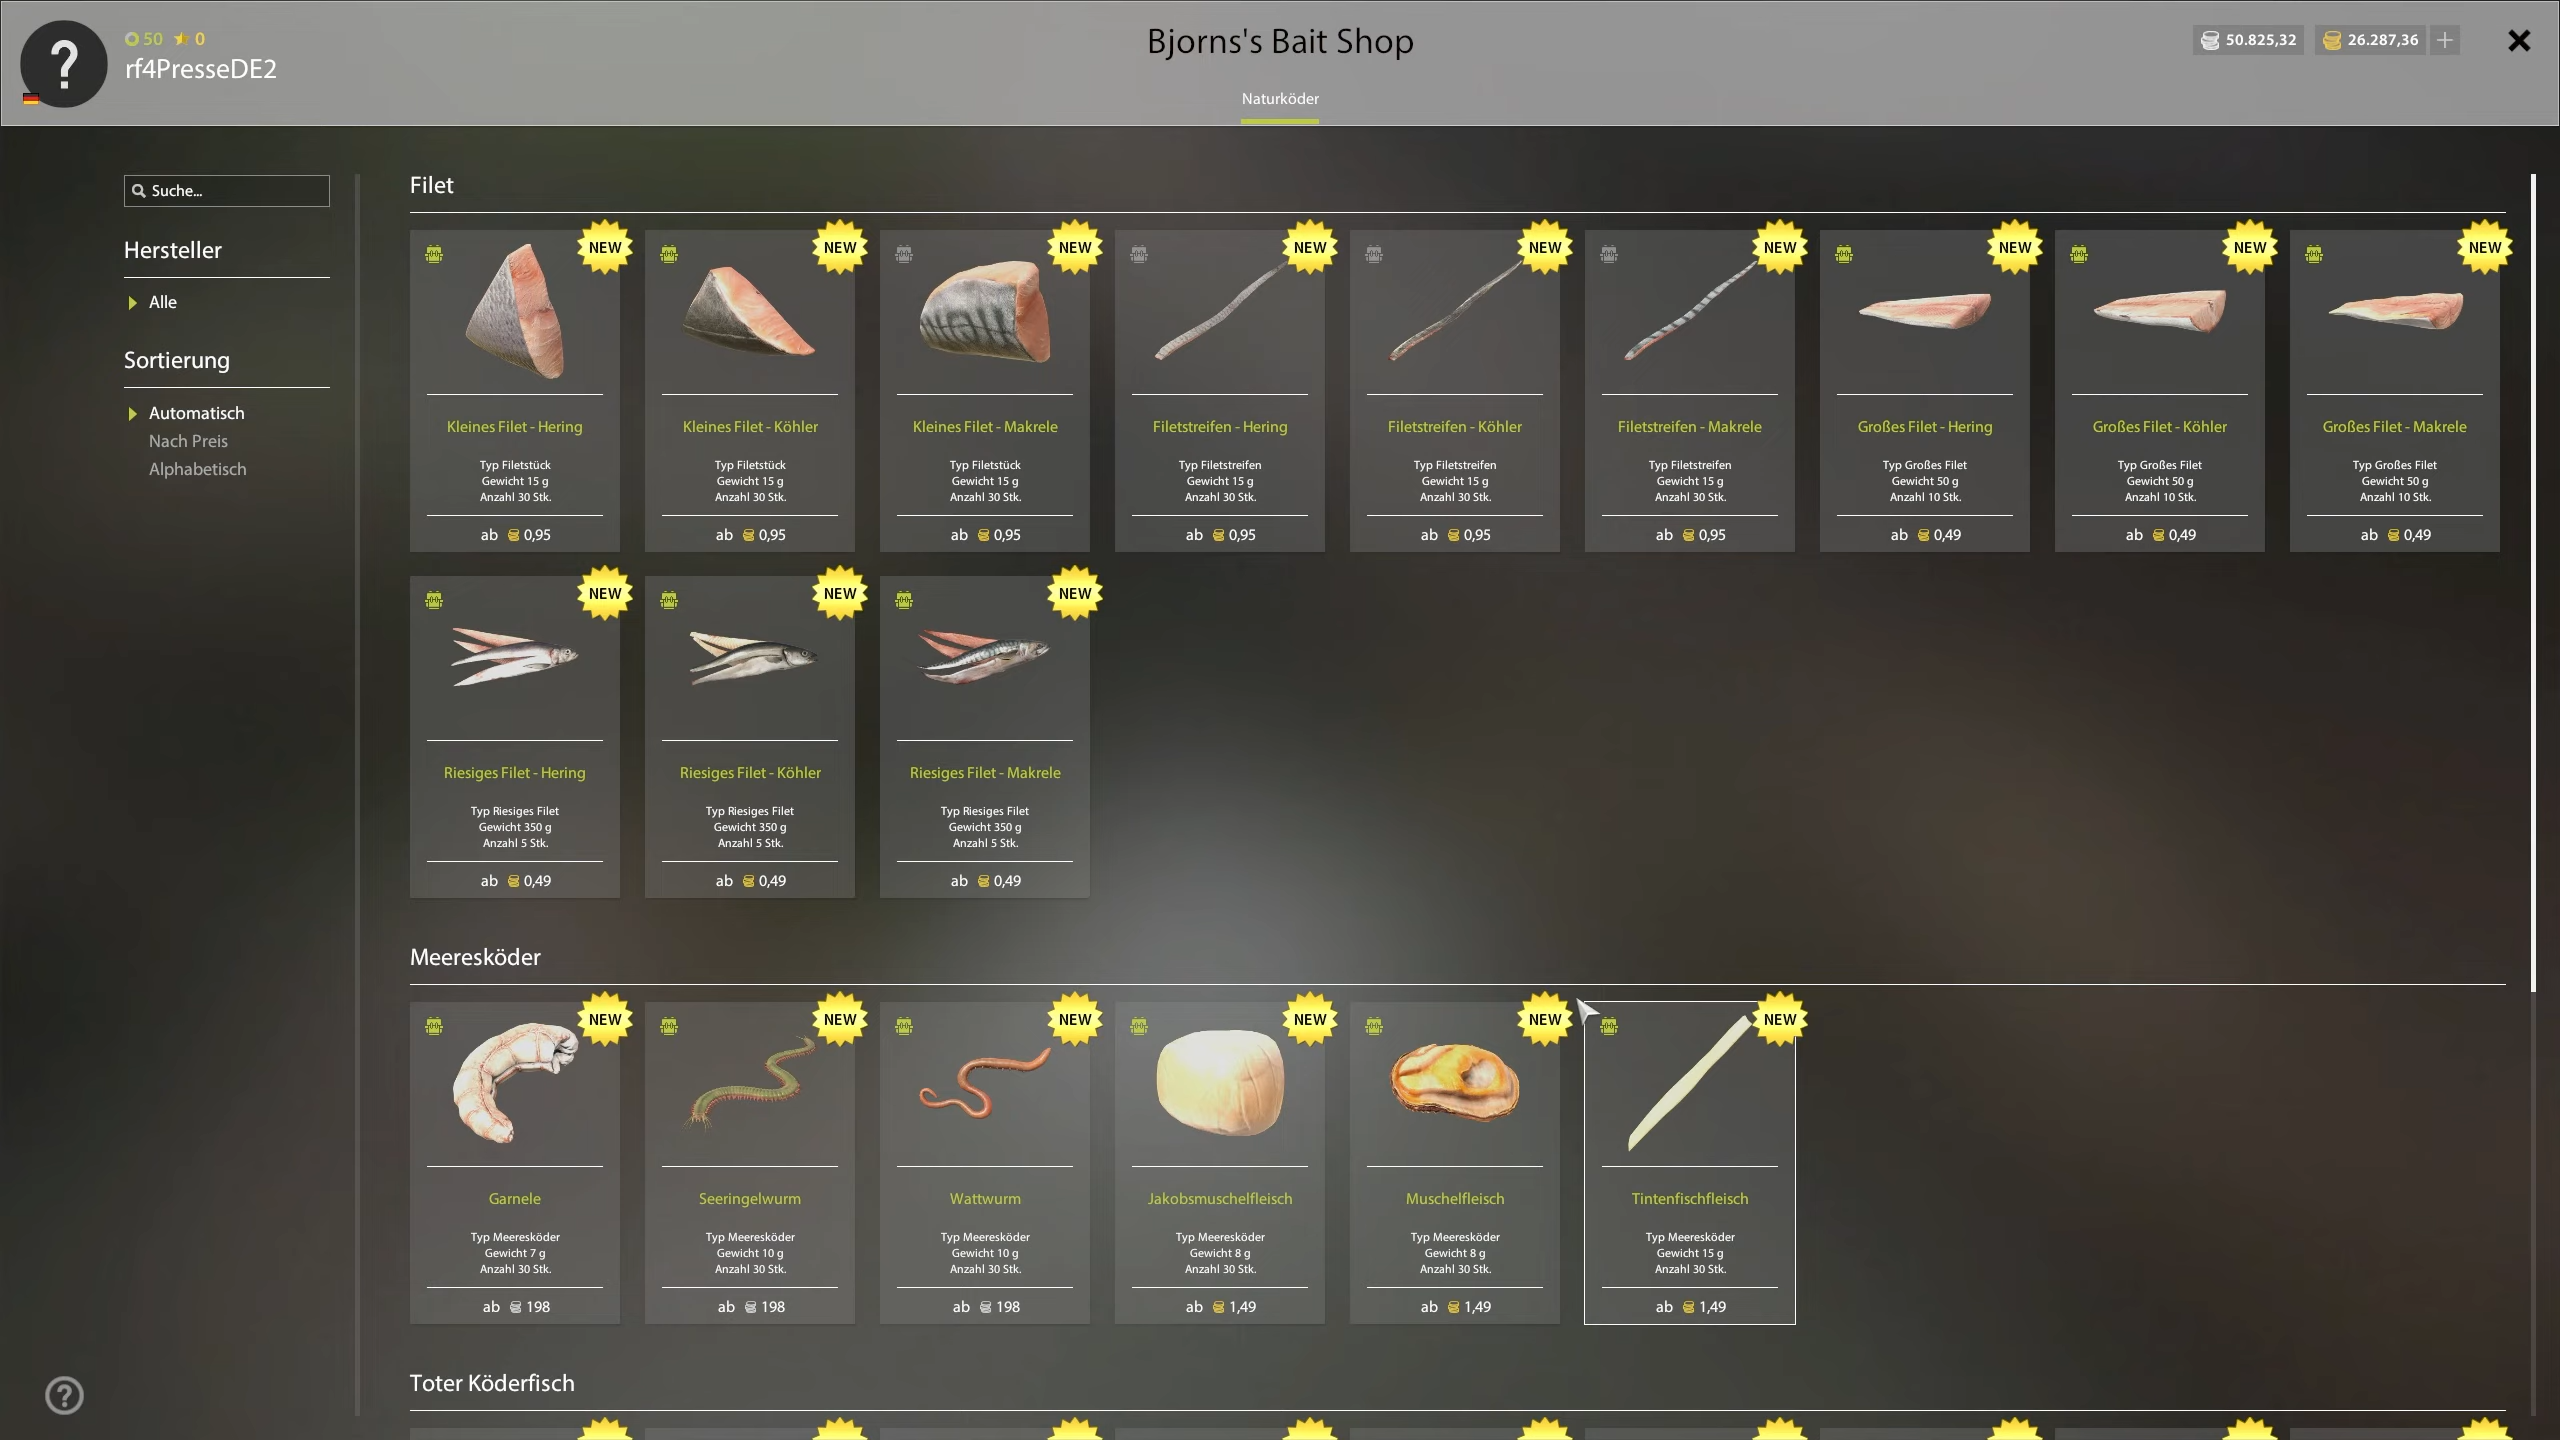 50 0
rf4PresseDE2
Bjorns's Bait Shop
50.825,32 26.287,36
Naturköder
Suche...
Hersteller
Alle
Sortierung
Automatisch
Nach Preis
Alphabetisch
Filet
NEW NEW NEW NEW NEW NEW NEW NEW NEW
Kleines Filet - Hering
Typ Filetstück
Gewicht 15 g
Anzahl 30 Stk.
ab 0,95
Kleines Filet - Köhler
Typ Filetstück
Gewicht 15 g
Anzahl 30 Stk.
ab 0,95
Kleines Filet - Makrele
Typ Filetstück
Gewicht 15 g
Anzahl 30 Stk.
ab 0,95
Filetstreifen - Hering
Typ Filetstreifen
Gewicht 15 g
Anzahl 30 Stk.
ab 0,95
Filetstreifen - Köhler
Typ Filetstreifen
Gewicht 15 g
Anzahl 30 Stk.
ab 0,95
Filetstreifen - Makrele
Typ Filetstreifen
Gewicht 15 g
Anzahl 30 Stk.
ab 0,95
Großes Filet - Hering
Typ Großes Filet
Gewicht 50 g
Anzahl 10 Stk.
ab 0,49
Großes Filet - Köhler
Typ Großes Filet
Gewicht 50 g
Anzahl 10 Stk.
ab 0,49
Großes Filet - Makrele
Typ Großes Filet
Gewicht 50 g
Anzahl 10 Stk.
ab 0,49
NEW NEW NEW
Riesiges Filet - Hering
Typ Riesiges Filet
Gewicht 350 g
Anzahl 5 Stk.
ab 0,49
Riesiges Filet - Köhler
Typ Riesiges Filet
Gewicht 350 g
Anzahl 5 Stk.
ab 0,49
Riesiges Filet - Makrele
Typ Riesiges Filet
Gewicht 350 g
Anzahl 5 Stk.
ab 0,49
Meeresköder
NEW NEW NEW NEW NEW NEW
Garnele
Typ Meeresköder
Gewicht 7 g
Anzahl 30 Stk.
ab 198
Seeringelwurm
Typ Meeresköder
Gewicht 10 g
Anzahl 30 Stk.
ab 198
Wattwurm
Typ Meeresköder
Gewicht 10 g
Anzahl 30 Stk.
ab 198
Jakobsmuschelfleisch
Typ Meeresköder
Gewicht 8 g
Anzahl 30 Stk.
ab 1,49
Muschelfleisch
Typ Meeresköder
Gewicht 8 g
Anzahl 30 Stk.
ab 1,49
Tintenfischfleisch
Typ Meeresköder
Gewicht 15 g
Anzahl 30 Stk.
ab 1,49
Toter Köderfisch